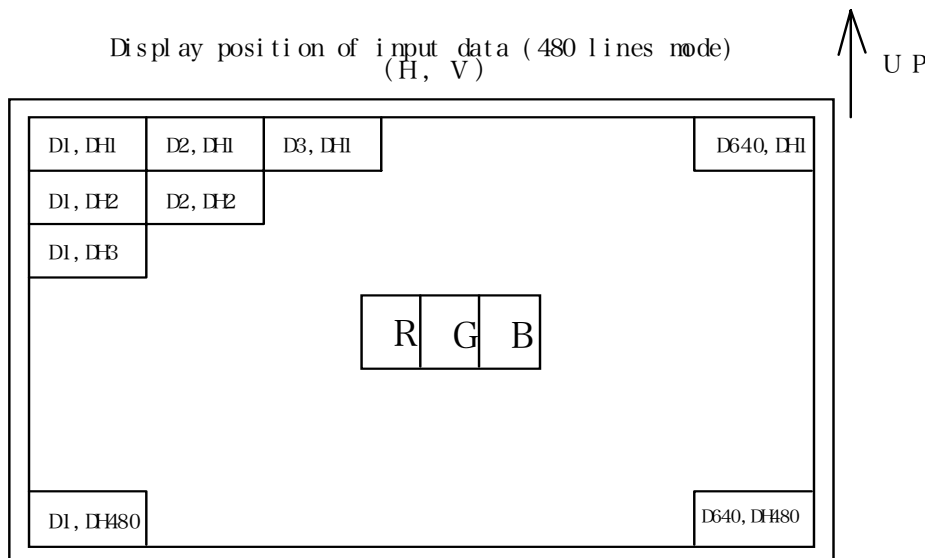 Display position of input data (480 lines mode)
(H, V)
UP
D1, DH1 D2, DH1 D3, DH1 D640, DH1
D1, DH2 D2, DH2
D1, DH3
R G B
D1, DH480 D640, DH480